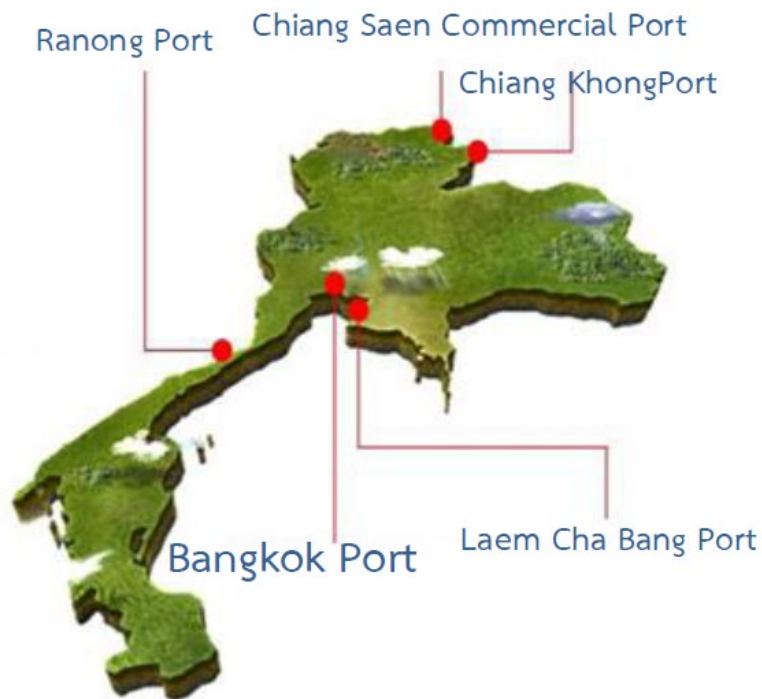 Ranong Port
Chiang Saen Commercial Port
Chiang KhongPort
Bangkok Port
Laem Cha Bang Port